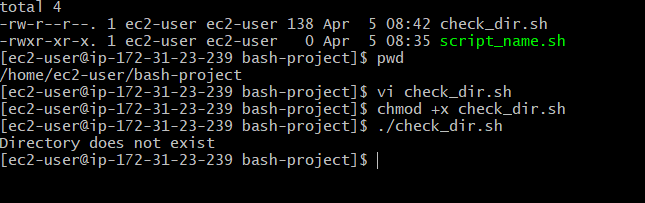 total 4
-rw-r--r--. 1 ec2-user ec2-user 138 Apr  5 08:42 check_dir.sh
-rwxr-xr-x. 1 ec2-user ec2-user   0 Apr  5 08:35 script_name.sh
[ec2-user@ip-172-31-23-239 bash-project]$ pwd
/home/ec2-user/bash-project
[ec2-user@ip-172-31-23-239 bash-project]$ vi check_dir.sh
[ec2-user@ip-172-31-23-239 bash-project]$ chmod +x check_dir.sh
[ec2-user@ip-172-31-23-239 bash-project]$ ./check_dir.sh
Directory does not exist
[ec2-user@ip-172-31-23-239 bash-project]$